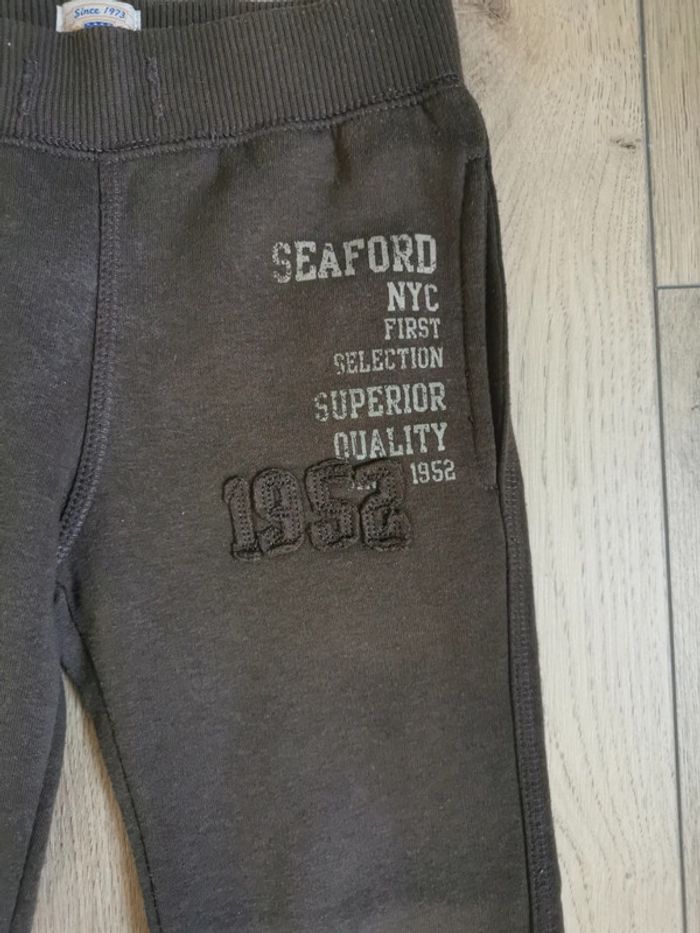 Since 1973
SEAFORD
NYC
FIRST
SELECTION
SUPERIOR
QUALITY
1952
1952